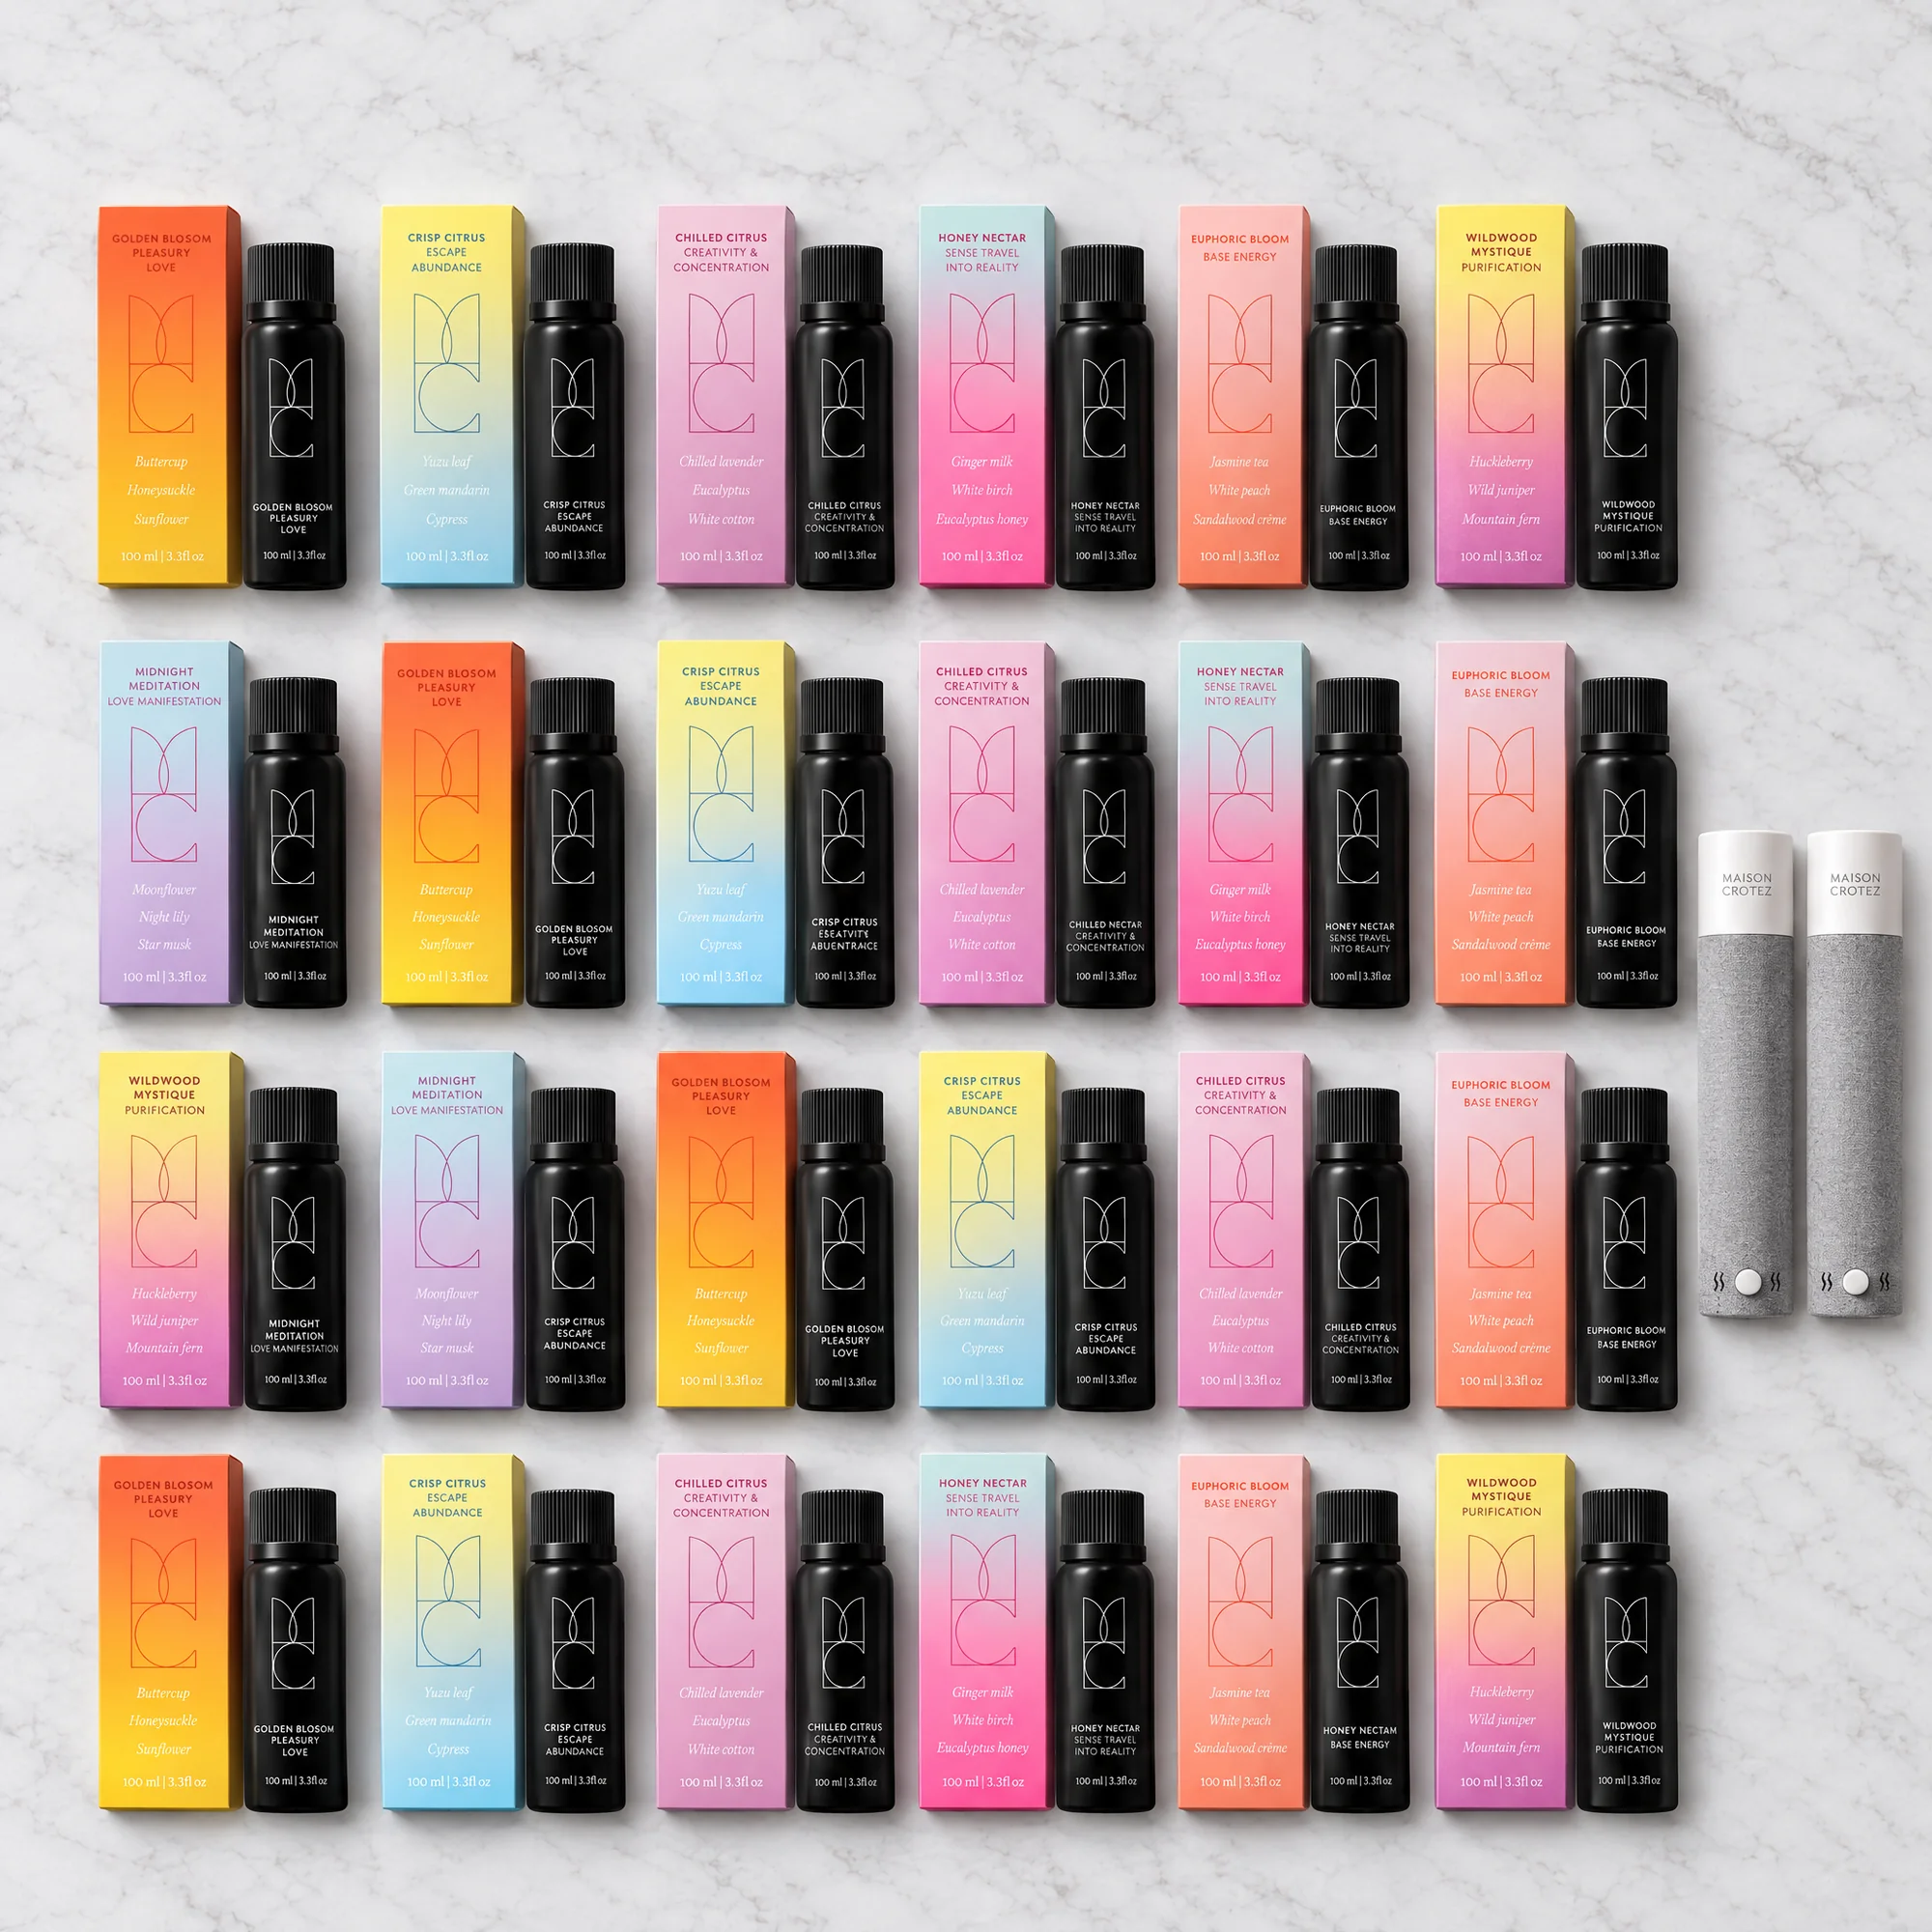 GOLDEN BLOSOM
PLEASURY
LOVE
Buttercup
Honeysuckle
Sunflower
100 ml | 3.3fl oz
GOLDEN BLOSOM
PLEASURY
LOVE
100 ml | 3.3fl oz
CRISP CITRUS
ESCAPE
ABUNDANCE
Yuzu leaf
Green mandarin
Cypress
100 ml | 3.3fl oz
CRISP CITRUS
ESCAPE
ABUNDANCE
100 ml | 3.3fl oz
CHILLED CITRUS
CREATIVITY &
CONCENTRATION
Chilled lavender
Eucalyptus
White cotton
100 ml | 3.3fl oz
CHILLED CITRUS
CREATIVITY &
CONCENTRATION
100 ml | 3.3fl oz
HONEY NECTAR
SENSE TRAVEL
INTO REALITY
Ginger milk
White birch
Eucalyptus honey
100 ml | 3.3fl oz
HONEY NECTAR
SENSE TRAVEL
INTO REALITY
100 ml | 3.3fl oz
EUPHORIC BLOOM
BASE ENERGY
Jasmine tea
White peach
Sandalwood crème
100 ml | 3.3fl oz
EUPHORIC BLOOM
BASE ENERGY
100 ml | 3.3fl oz
WILDWOOD
MYSTIQUE
PURIFICATION
Huckleberry
Wild juniper
Mountain fern
100 ml | 3.3fl oz
WILDWOOD
MYSTIQUE
PURIFICATION
100 ml | 3.3fl oz
MIDNIGHT
MEDITATION
LOVE MANIFESTATION
Moonflower
Night lily
Star musk
100 ml | 3.3fl oz
MIDNIGHT
MEDITATION
LOVE MANIFESTATION
100 ml | 3.3fl oz
GOLDEN BLOSOM
PLEASURY
LOVE
Buttercup
Honeysuckle
Sunflower
100 ml | 3.3fl oz
GOLDEN BLOSOM
PLEASURY
LOVE
100 ml | 3.3fl oz
CRISP CITRUS
ESCAPE
ABUNDANCE
Yuzu leaf
Green mandarin
Cypress
100 ml | 3.3fl oz
CRISP CITRUS
100 ml | 3.3fl oz
CHILLED CITRUS
CREATIVITY &
CONCENTRATION
Chilled lavender
Eucalyptus
White cotton
100 ml | 3.3fl oz
CHILLED NECTAR
CREATIVITY &
CONCENTRATION
100 ml | 3.3fl oz
HONEY NECTAR
SENSE TRAVEL
INTO REALITY
Ginger milk
White birch
Eucalyptus honey
100 ml | 3.3fl oz
HONEY NECTAR
SENSE TRAVEL
INTO REALITY
100 ml | 3.3fl oz
EUPHORIC BLOOM
BASE ENERGY
Jasmine tea
White peach
Sandalwood crème
100 ml | 3.3fl oz
EUPHORIC BLOOM
BASE ENERGY
100 ml | 3.3fl oz
MAISON
CROTEZ
MAISON
CROTEZ
WILDWOOD
MYSTIQUE
PURIFICATION
Huckleberry
Wild juniper
Mountain fern
100 ml | 3.3fl oz
MIDNIGHT
MEDITATION
LOVE MANIFESTATION
100 ml | 3.3fl oz
MIDNIGHT
MEDITATION
LOVE MANIFESTATION
Moonflower
Night lily
Star musk
100 ml | 3.3fl oz
CRISP CITRUS
ESCAPE
ABUNDANCE
100 ml | 3.3fl oz
GOLDEN BLOSOM
PLEASURY
LOVE
Buttercup
Honeysuckle
Sunflower
100 ml | 3.3fl oz
GOLDEN BLOSOM
PLEASURY
LOVE
100 ml | 3.3fl oz
CRISP CITRUS
ESCAPE
ABUNDANCE
Yuzu leaf
Green mandarin
Cypress
100 ml | 3.3fl oz
CRISP CITRUS
ESCAPE
ABUNDANCE
100 ml | 3.3fl oz
CHILLED CITRUS
CREATIVITY &
CONCENTRATION
Chilled lavender
Eucalyptus
White cotton
100 ml | 3.3fl oz
CHILLED CITRUS
CREATIVITY &
CONCENTRATION
100 ml | 3.3fl oz
EUPHORIC BLOOM
BASE ENERGY
Jasmine tea
White peach
Sandalwood crème
100 ml | 3.3fl oz
EUPHORIC BLOOM
BASE ENERGY
100 ml | 3.3fl oz
GOLDEN BLOSOM
PLEASURY
LOVE
Buttercup
Honeysuckle
Sunflower
100 ml | 3.3fl oz
GOLDEN BLOSOM
PLEASURY
LOVE
100 ml | 3.3fl oz
CRISP CITRUS
ESCAPE
ABUNDANCE
Yuzu leaf
Green mandarin
Cypress
100 ml | 3.3fl oz
CRISP CITRUS
ESCAPE
ABUNDANCE
100 ml | 3.3fl oz
CHILLED CITRUS
CREATIVITY &
CONCENTRATION
Chilled lavender
Eucalyptus
White cotton
100 ml | 3.3fl oz
CHILLED CITRUS
CREATIVITY &
CONCENTRATION
100 ml | 3.3fl oz
HONEY NECTAR
SENSE TRAVEL
INTO REALITY
Ginger milk
White birch
Eucalyptus honey
100 ml | 3.3fl oz
HONEY NECTAR
SENSE TRAVEL
INTO REALITY
100 ml | 3.3fl oz
EUPHORIC BLOOM
BASE ENERGY
Jasmine tea
White peach
Sandalwood crème
100 ml | 3.3fl oz
HONEY NECTAM
BASE ENERGY
100 ml | 3.3fl oz
WILDWOOD
MYSTIQUE
PURIFICATION
Huckleberry
Wild juniper
Mountain fern
100 ml | 3.3fl oz
WILDWOOD
MYSTIQUE
PURIFICATION
100 ml | 3.3fl oz